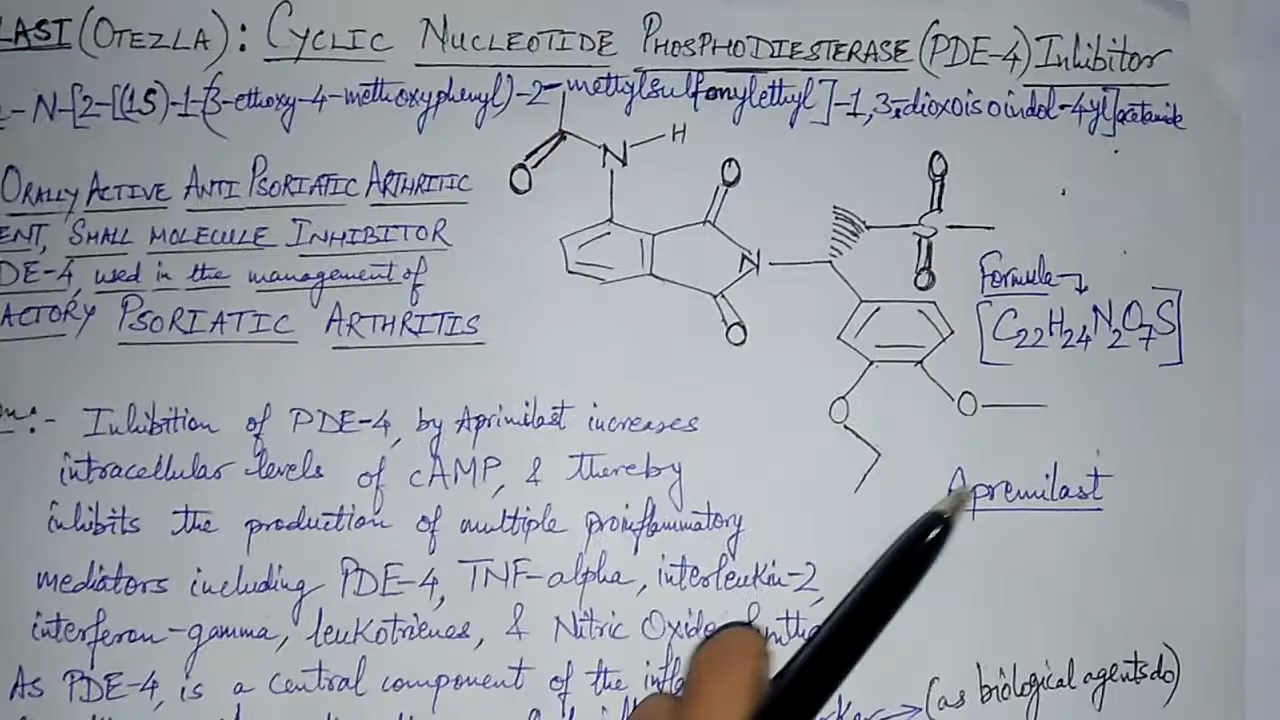 LAST (OTEZLA): CYCLIC NUCLEOTIDE PHOSPHODIESTERASE (PDE-4) Inhibitor
-N-[2-[(1S)-1-(3-ethoxy-4-methoxyphenyl)-2-methylsulfonylethyl]-1,3-dioxoisoindol-4-yl]acetamide
ORALLY ACTIVE ANTI PSORIATIC ARTHRITIC
ENT, SMALL MOLECULE INHIBITOR
DE-4, used in the management of
ACTORY PSORIATIC ARTHRITIS
O N H O N O O S O O O
Formula →
[C22H24N2O7S]
Apremilast
:- Inhibition of PDE-4, by Aprimilast increases
intracellular levels of cAMP, & thereby
inhibits the production of multiple proinflammatory
mediators including PDE-4, TNF-alpha, interleukin-2,
interferon-gamma, leukotrienes, & Nitric Oxide
As PDE-4, is a central component of the
(as biological agents do)